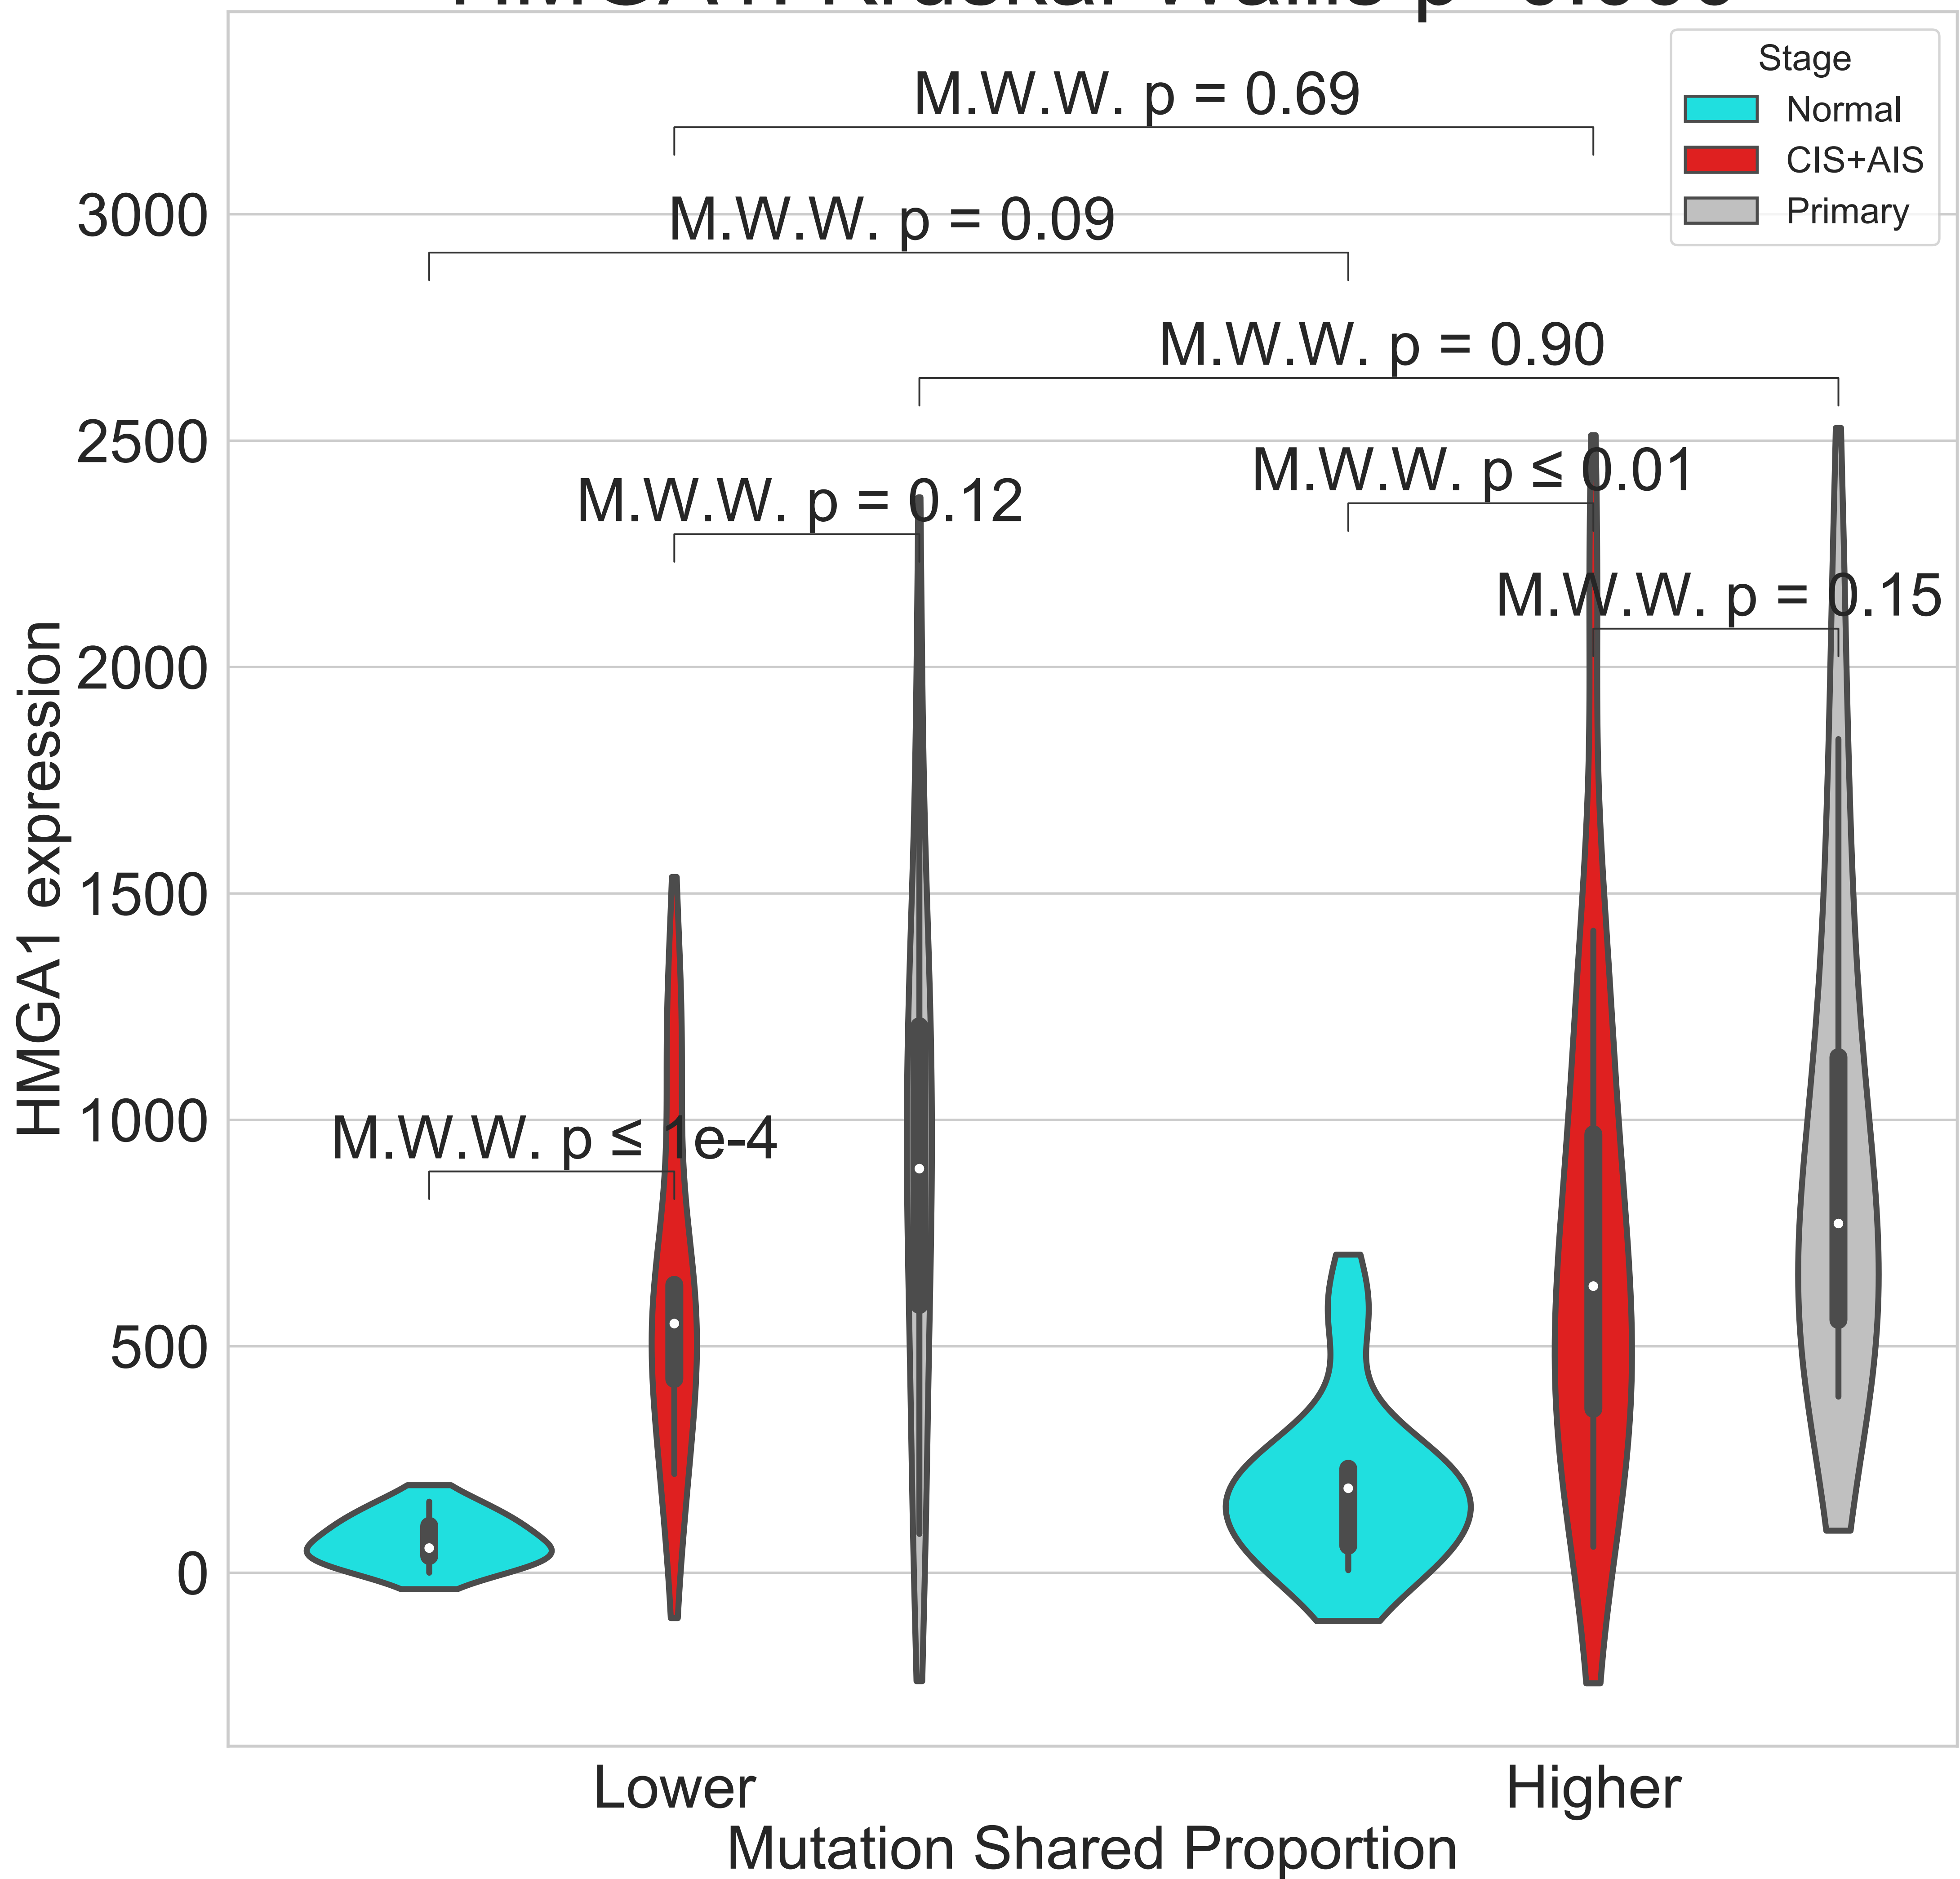 Stage
Normal
CIS+AIS
Primary
M.W.W. p = 0.69
M.W.W. p = 0.09
M.W.W. p = 0.90
M.W.W. p ≤ 0.01
M.W.W. p = 0.12
M.W.W. p = 0.15
M.W.W. p ≤ 1e-4
3000
2500
2000
1500
1000
500
0
HMGA1 expression
Lower
Higher
Mutation Shared Proportion